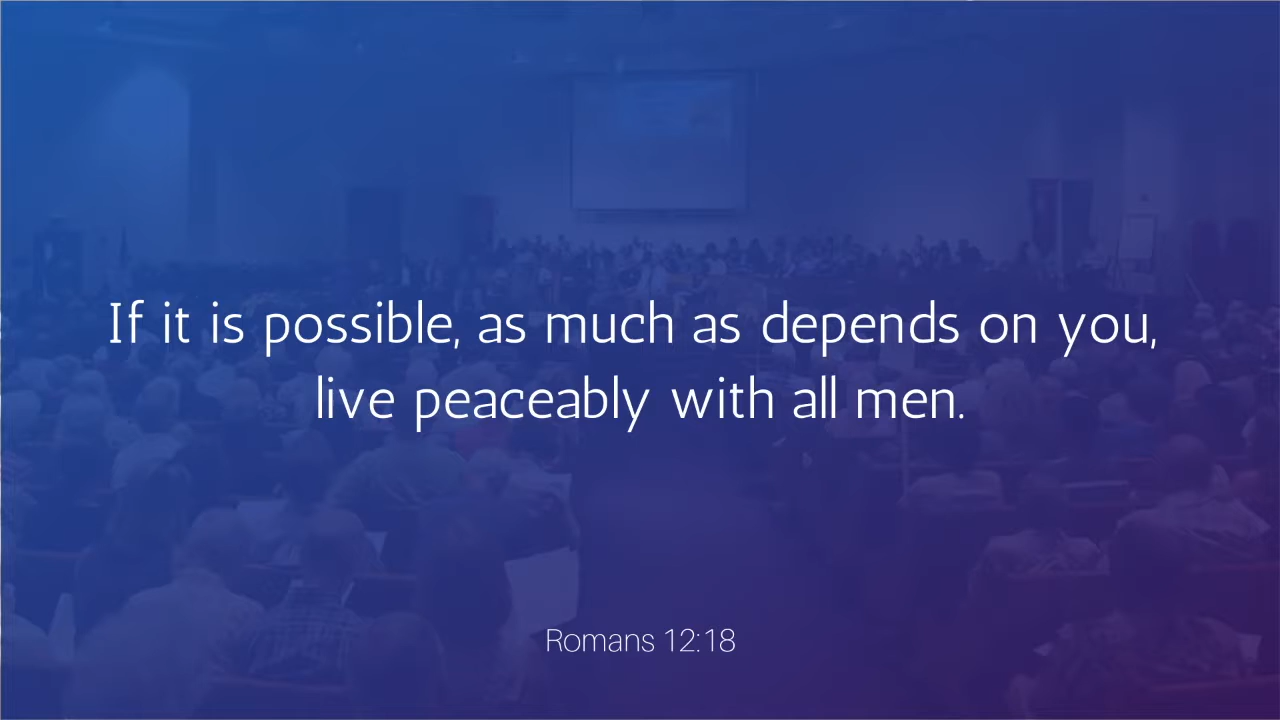 If it is possible, as much as depends on you,
live peaceably with all men.
Romans 12:18